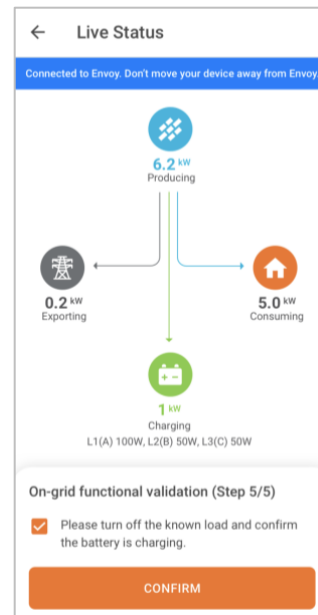 Live Status
Connected to Envoy. Don't move your device away from Envoy.
6.2 kW
Producing
0.2 kW
Exporting
5.0 kW
Consuming
1 kW
Charging
L1(A) 100W, L2(B) 50W, L3(C) 50W
On-grid functional validation (Step 5/5)
Please turn off the known load and confirm
the battery is charging.
CONFIRM